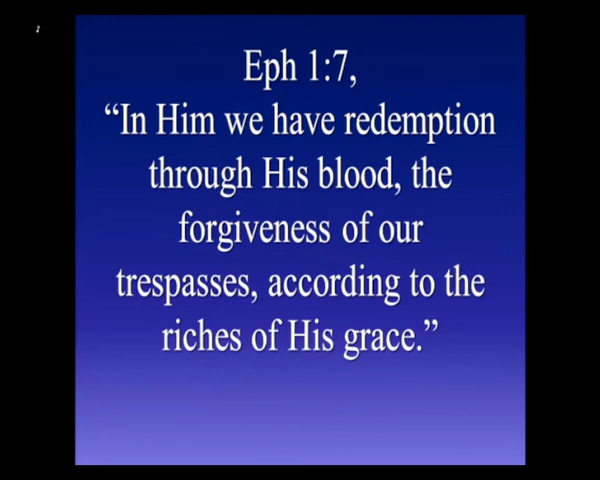 Eph 1:7,
“In Him we have redemption
through His blood, the
forgiveness of our
trespasses, according to the
riches of His grace.”